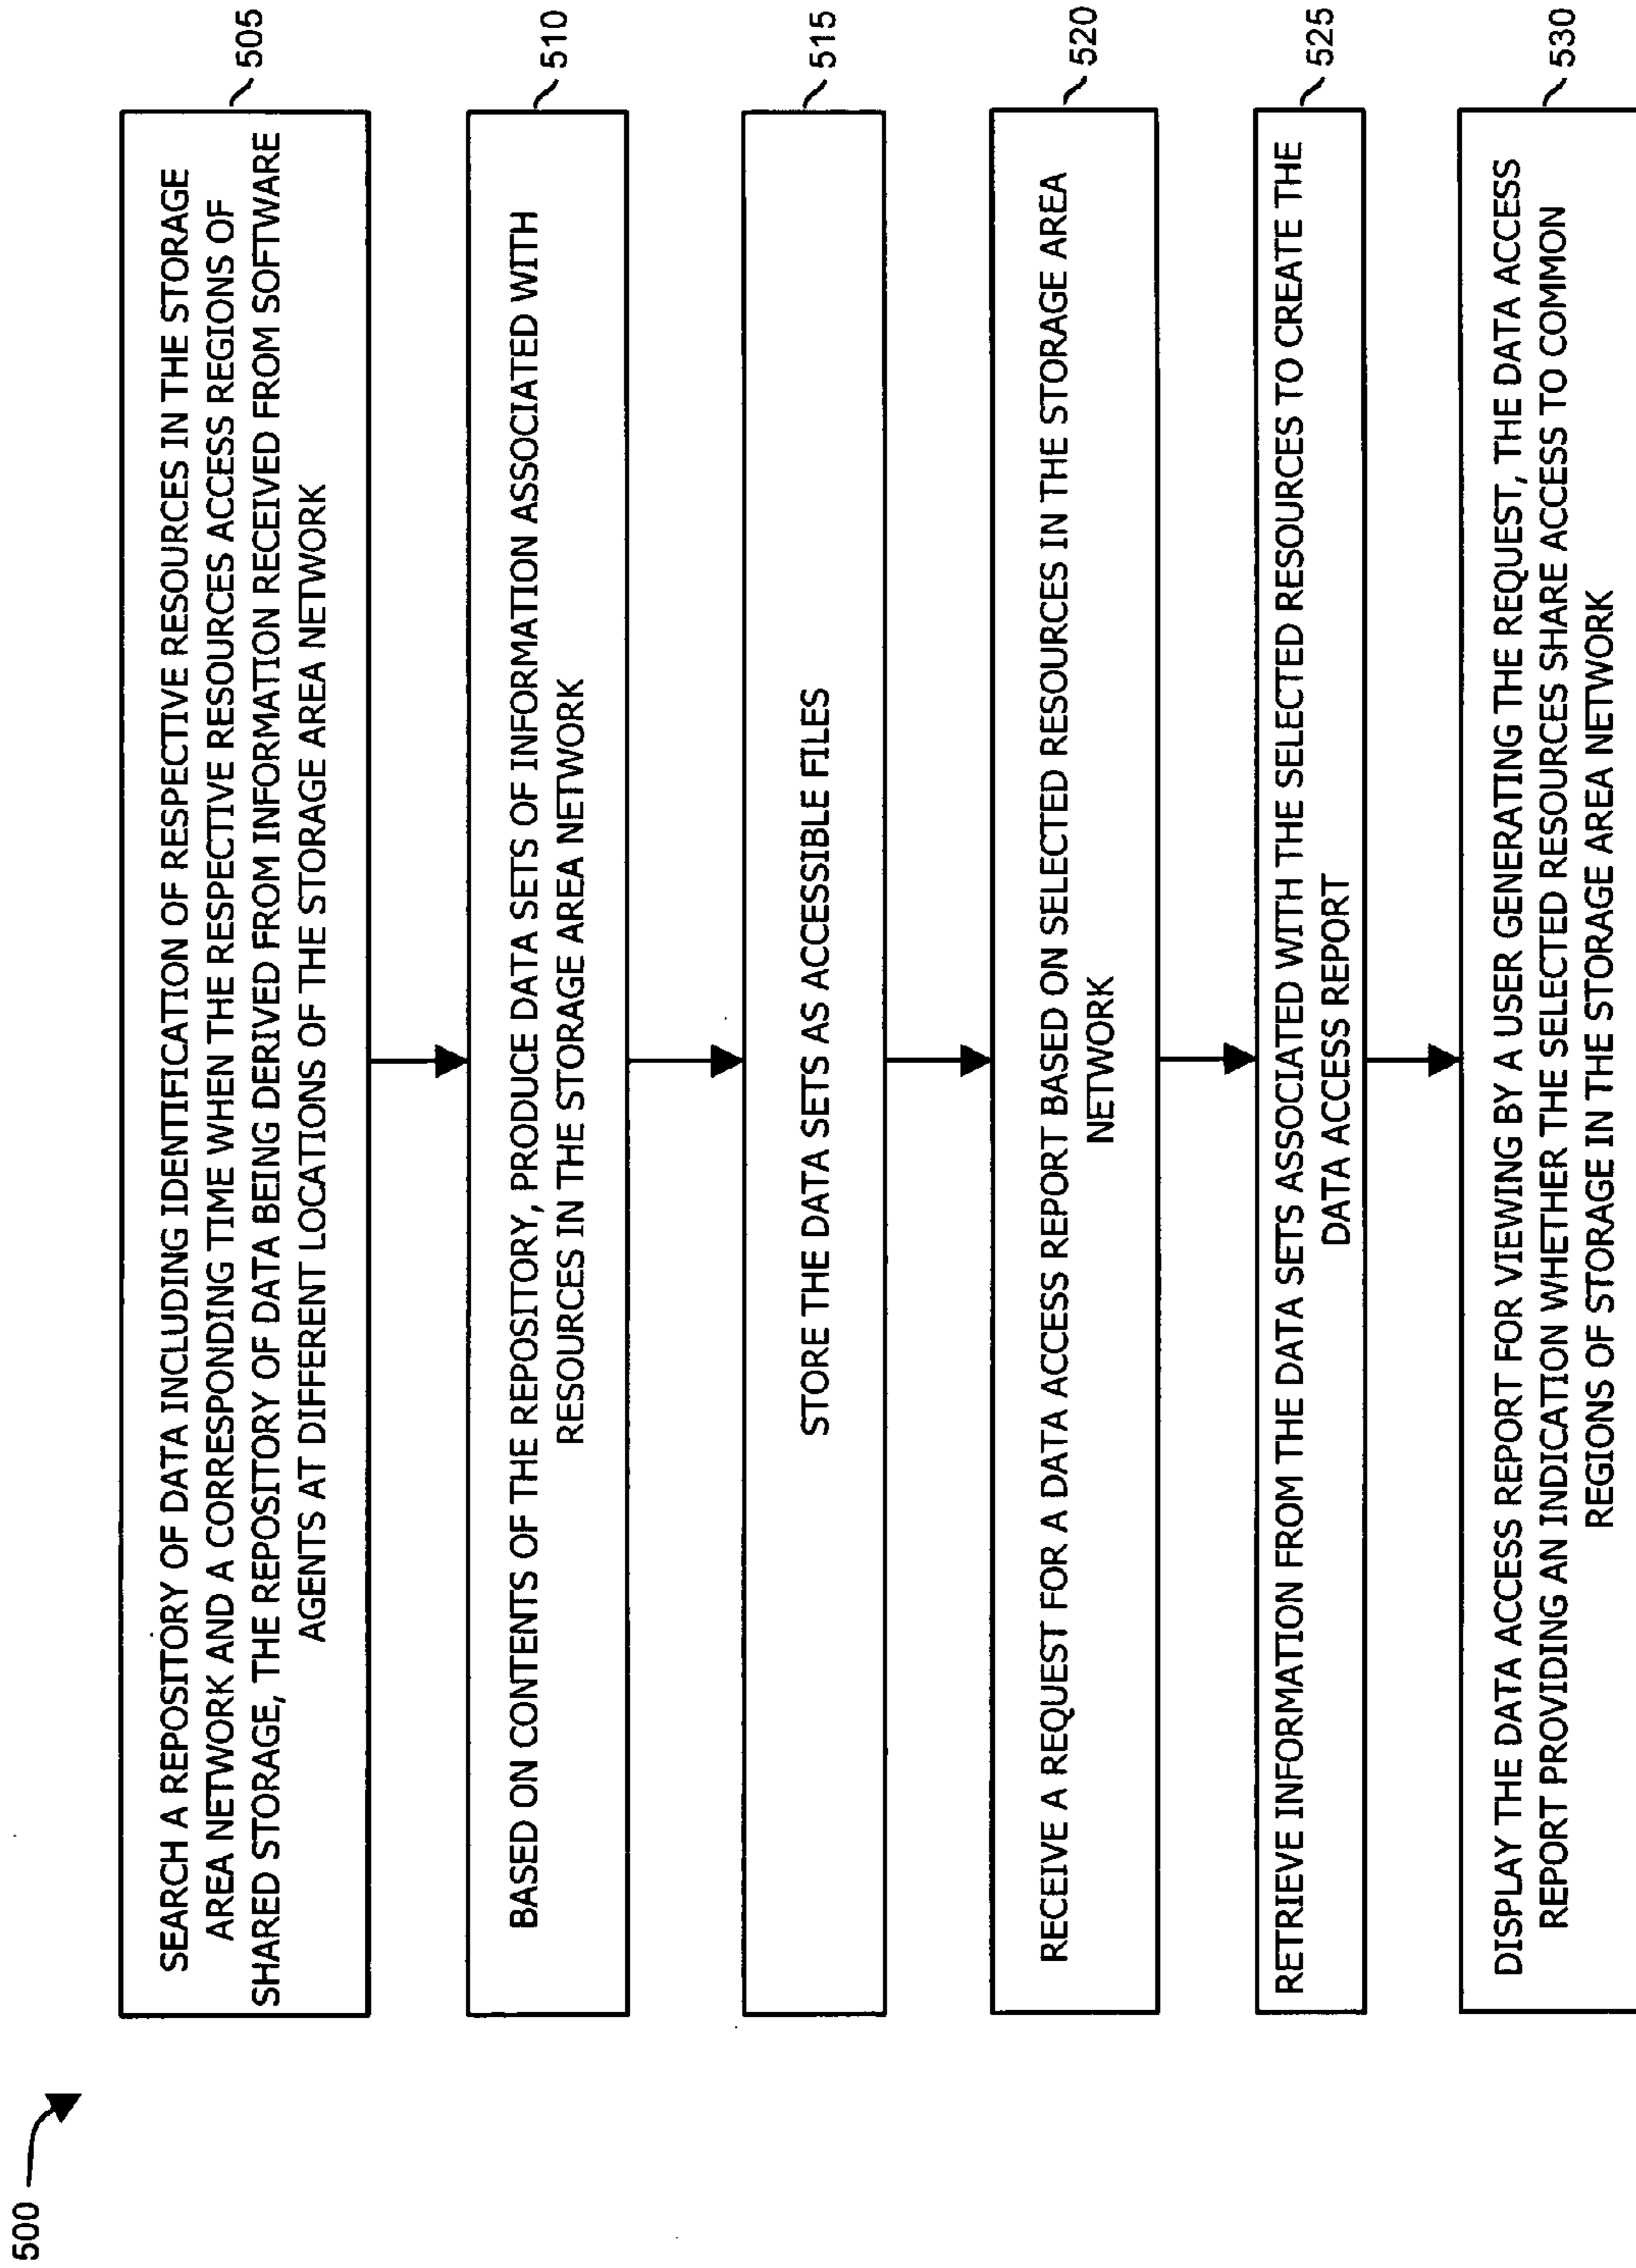 500
SEARCH A REPOSITORY OF DATA INCLUDING IDENTIFICATION OF RESPECTIVE RESOURCES IN THE STORAGE
AREA NETWORK AND A CORRESPONDING TIME WHEN THE RESPECTIVE RESOURCES ACCESS REGIONS OF
SHARED STORAGE, THE REPOSITORY OF DATA BEING DERIVED FROM INFORMATION RECEIVED FROM SOFTWARE
AGENTS AT DIFFERENT LOCATIONS OF THE STORAGE AREA NETWORK
505
BASED ON CONTENTS OF THE REPOSITORY, PRODUCE DATA SETS OF INFORMATION ASSOCIATED WITH
RESOURCES IN THE STORAGE AREA NETWORK
510
STORE THE DATA SETS AS ACCESSIBLE FILES
515
RECEIVE A REQUEST FOR A DATA ACCESS REPORT BASED ON SELECTED RESOURCES IN THE STORAGE AREA
NETWORK
520
RETRIEVE INFORMATION FROM THE DATA SETS ASSOCIATED WITH THE SELECTED RESOURCES TO CREATE THE
DATA ACCESS REPORT
525
DISPLAY THE DATA ACCESS REPORT FOR VIEWING BY A USER GENERATING THE REQUEST, THE DATA ACCESS
REPORT PROVIDING AN INDICATION WHETHER THE SELECTED RESOURCES SHARE ACCESS TO COMMON
REGIONS OF STORAGE IN THE STORAGE AREA NETWORK
530